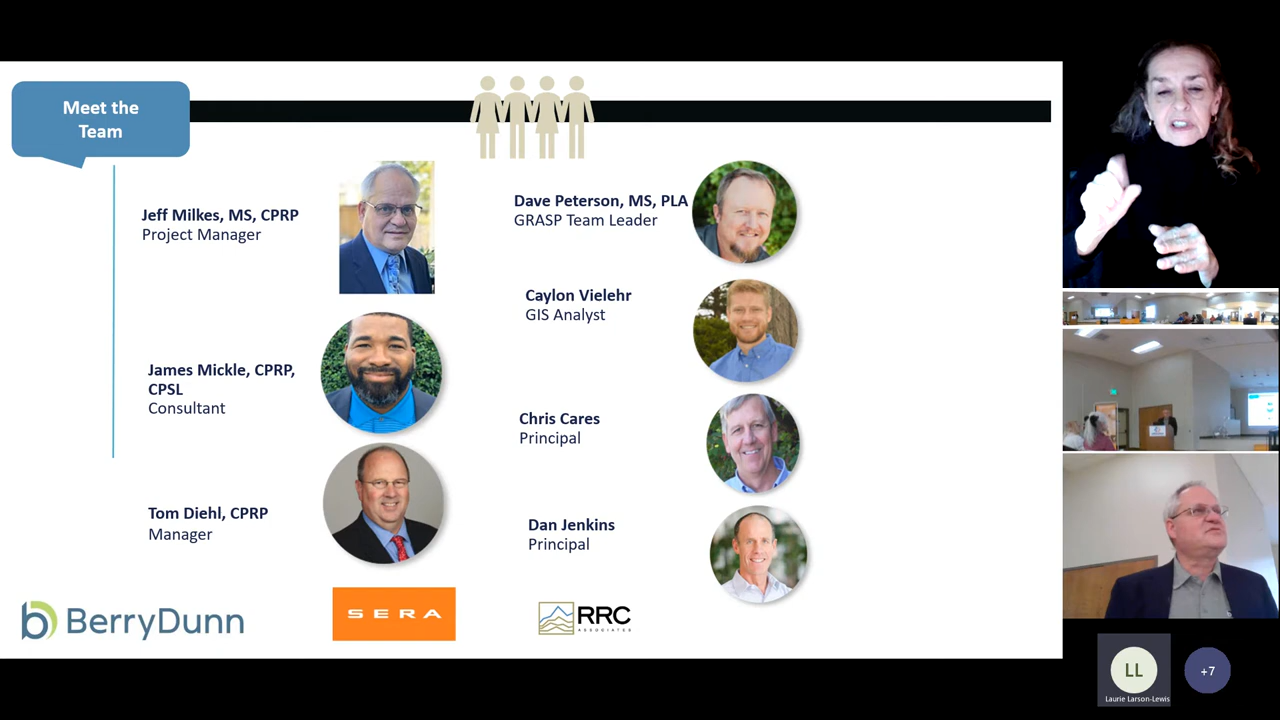 Meet the
Team
Jeff Milkes, MS, CPRP
Project Manager
James Mickle, CPRP,
CPSL
Consultant
Tom Diehl, CPRP
Manager
Dave Peterson, MS, PLA
GRASP Team Leader
Caylon Vielehr
GIS Analyst
Chris Cares
Principal
Dan Jenkins
Principal
BerryDunn
SERA
RRC
ASSOCIATES
LL
Laurie Larson-Lewis
+7